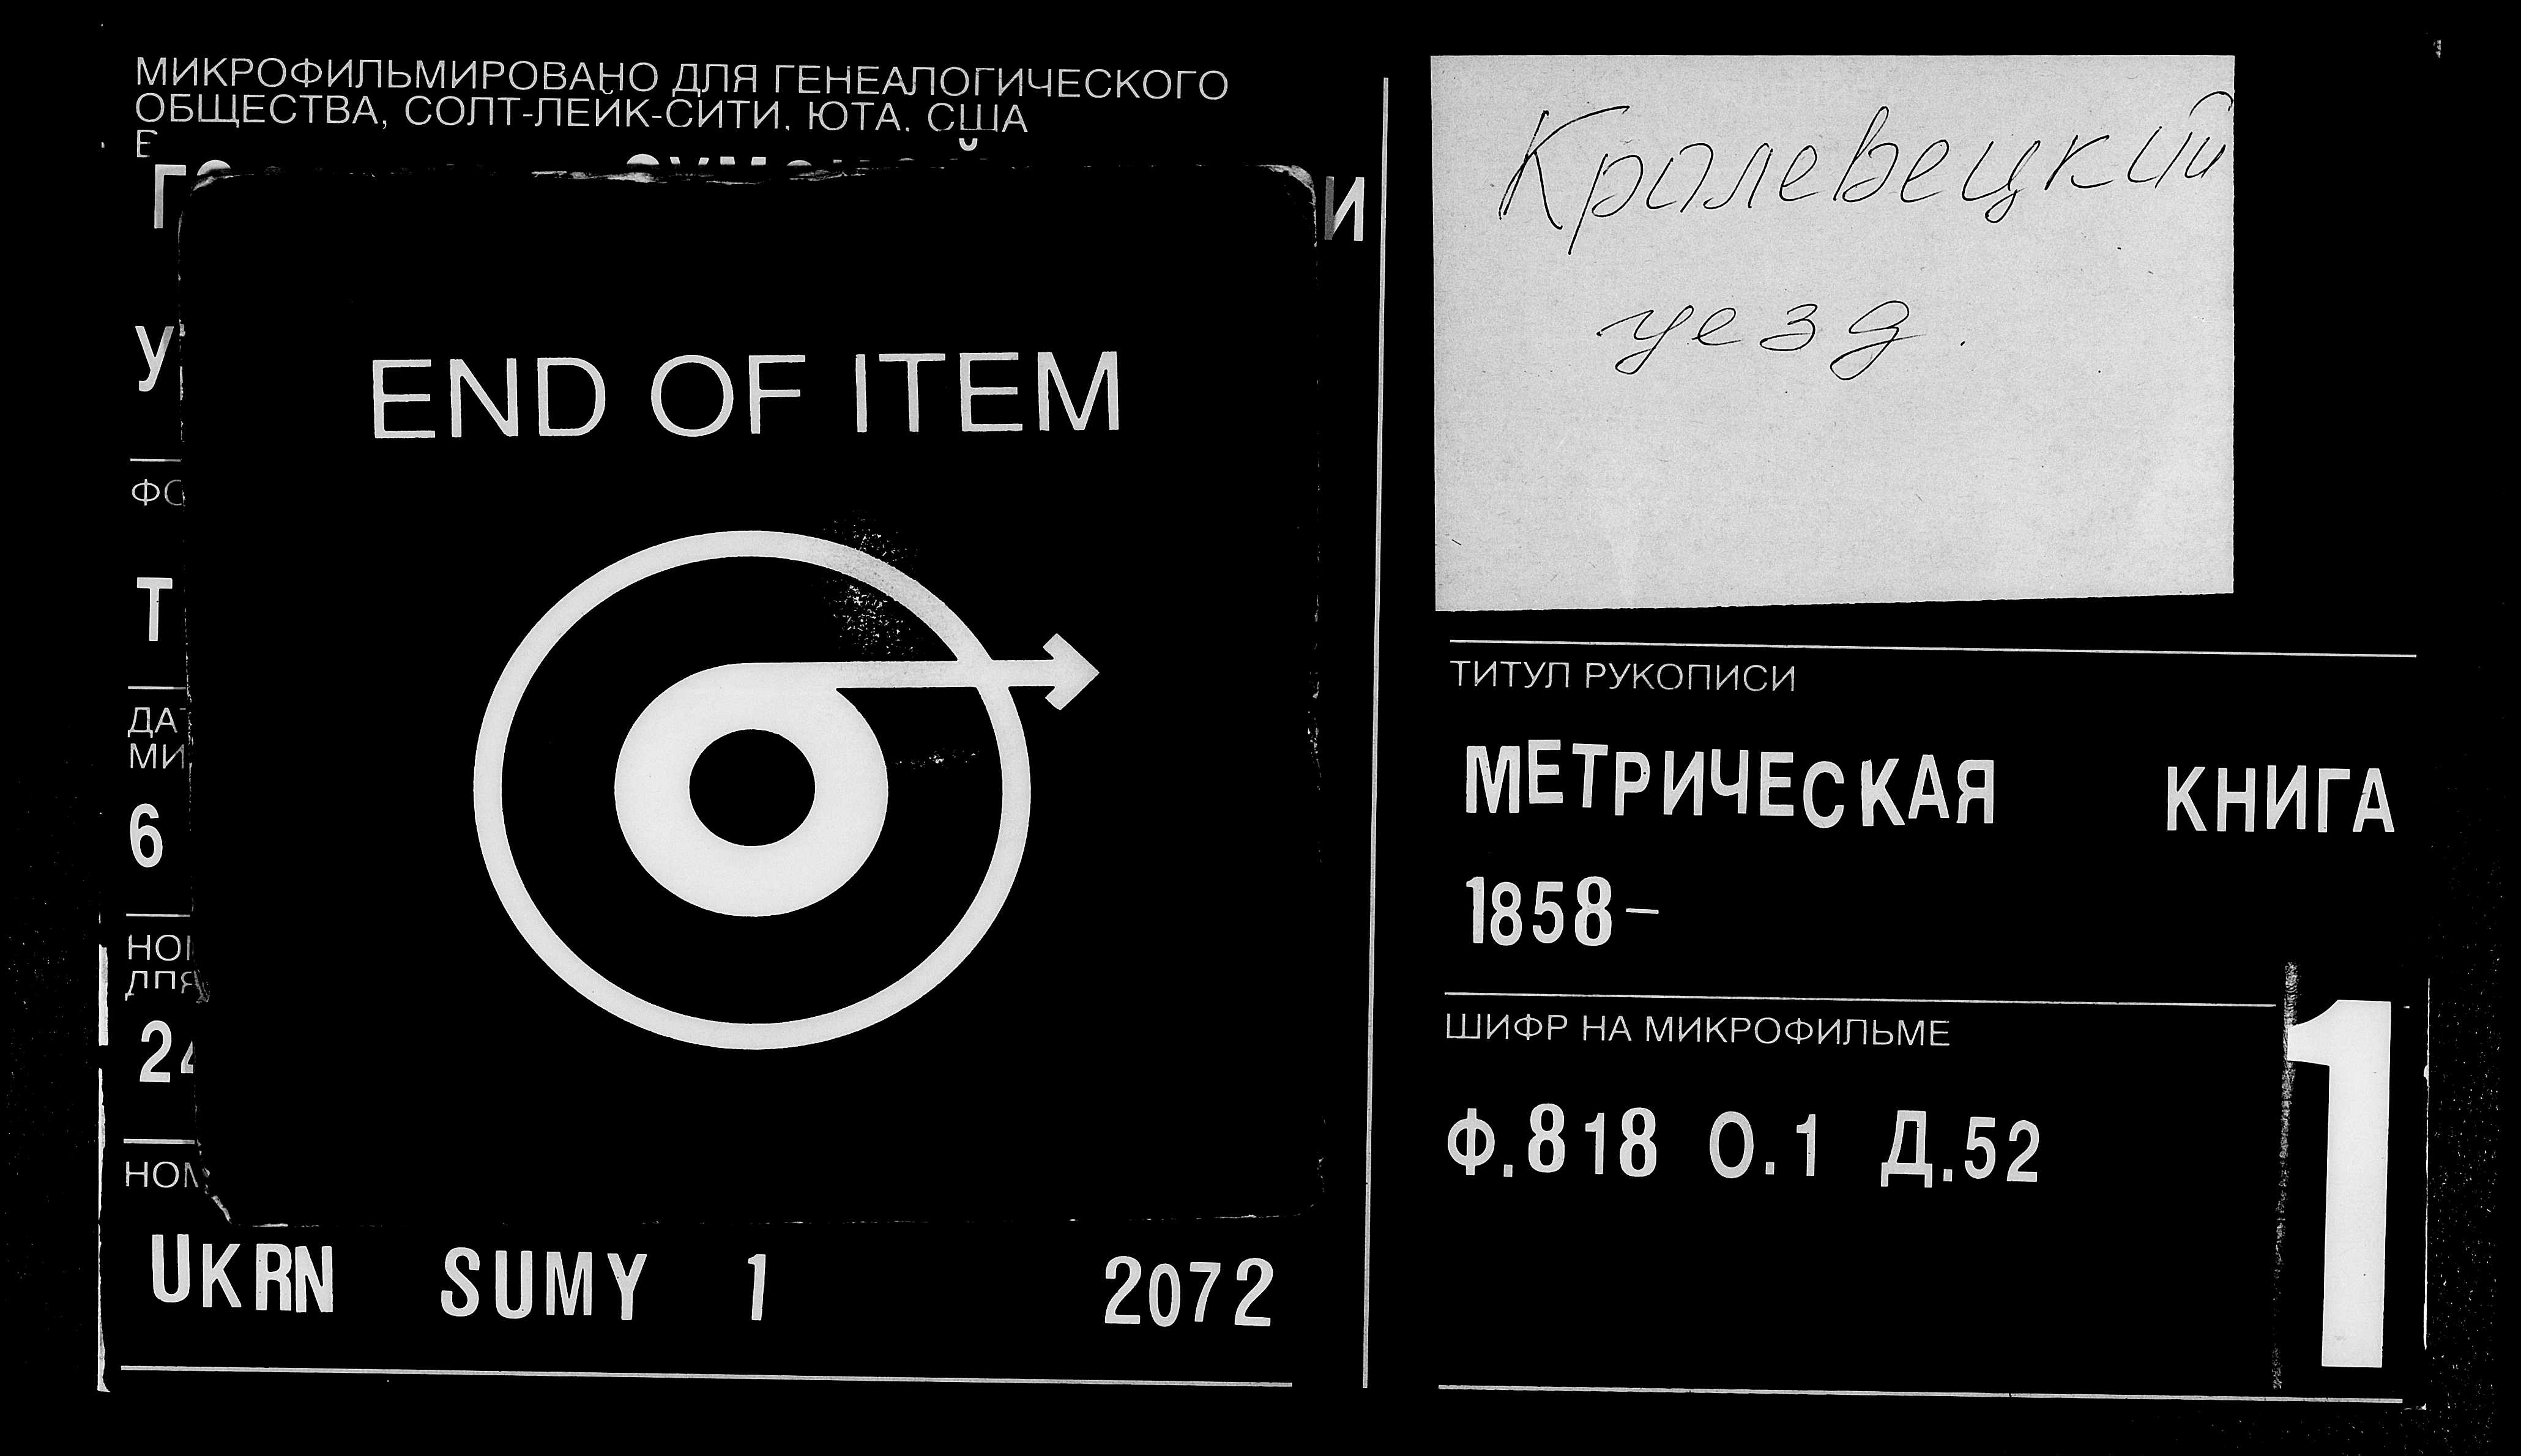 МИКРОФИЛЬМИРОВАНО ДЛЯ ГЕНЕАЛОГИЧЕСКОГО
ОБЩЕСТВА, СОЛТ-ЛЕЙК-СИТИ, ЮТА, США
END OF ITEM
6
UKRN SUMY 1 2072
Кролевецкий
уезд.
ТИТУЛ РУКОПИСИ
МЕТРИЧЕСКАЯ КНИГА
1858-
ШИФР НА МИКРОФИЛЬМЕ
Ф.818 О.1 Д.52
1